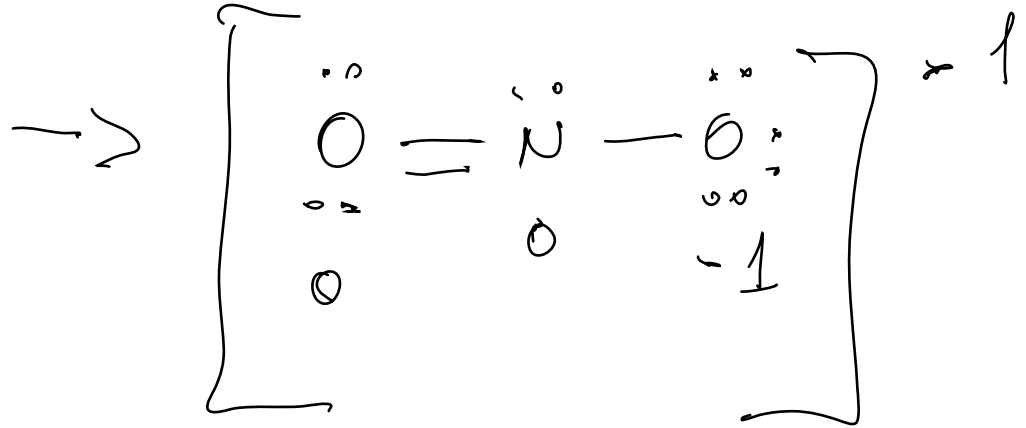 → [ O = N — O ] - 1
0 0 - 1